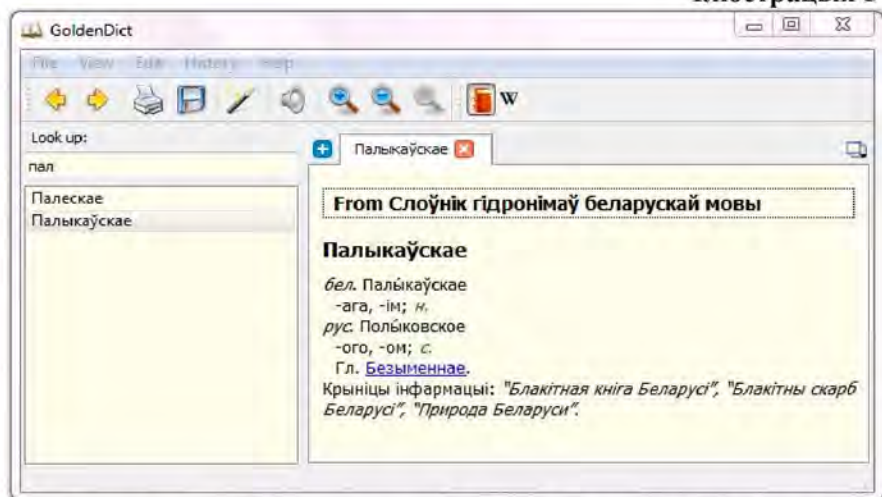 GoldenDict
File View Edit History Help
W
Look up:
пал
Палескае
Палыкаўскае
Палыкаўскае
From Слоўнік гідронімаў беларускай мовы
Палыкаўскае
бел. Палы́каўскае
-ага, -ім; н.
рус. Полы́ковское
-ого, -ом; с.
Гл. Безыменнае.
Крыніцы інфармацыі: "Блакітная кніга Беларусі", "Блакітны скарб
Беларусі", "Природа Беларуси".